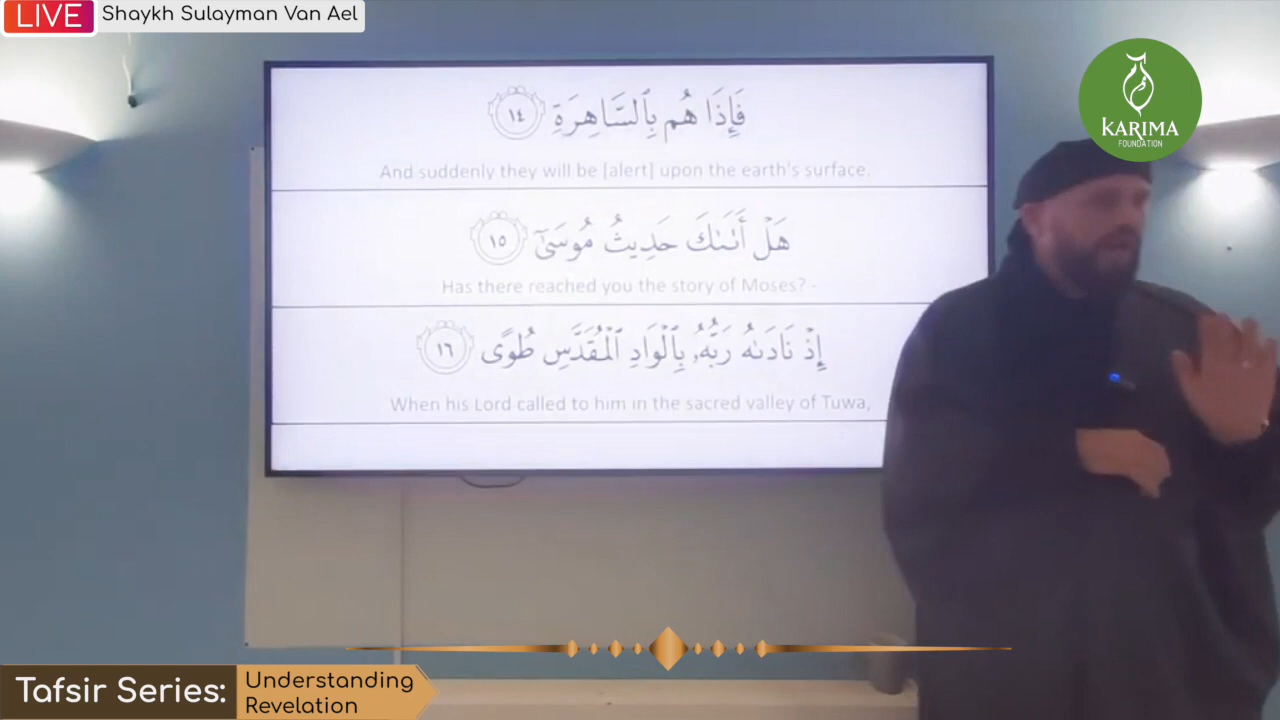 LIVE
Shaykh Sulayman Van Ael
KARIMA
FOUNDATION
فَإِذَا هُم بِٱلسَّاهِرَةِ ١٤
And suddenly they will be [alert] upon the earth's surface.
هَلْ أَتَىٰكَ حَدِيثُ مُوسَىٰٓ ١٥
Has there reached you the story of Moses? -
إِذْ نَادَىٰهُ رَبُّهُۥ بِٱلْوَادِ ٱلْمُقَدَّسِ طُوًى ١٦
When his Lord called to him in the sacred valley of Tuwa,
Tafsir Series:
Understanding
Revelation